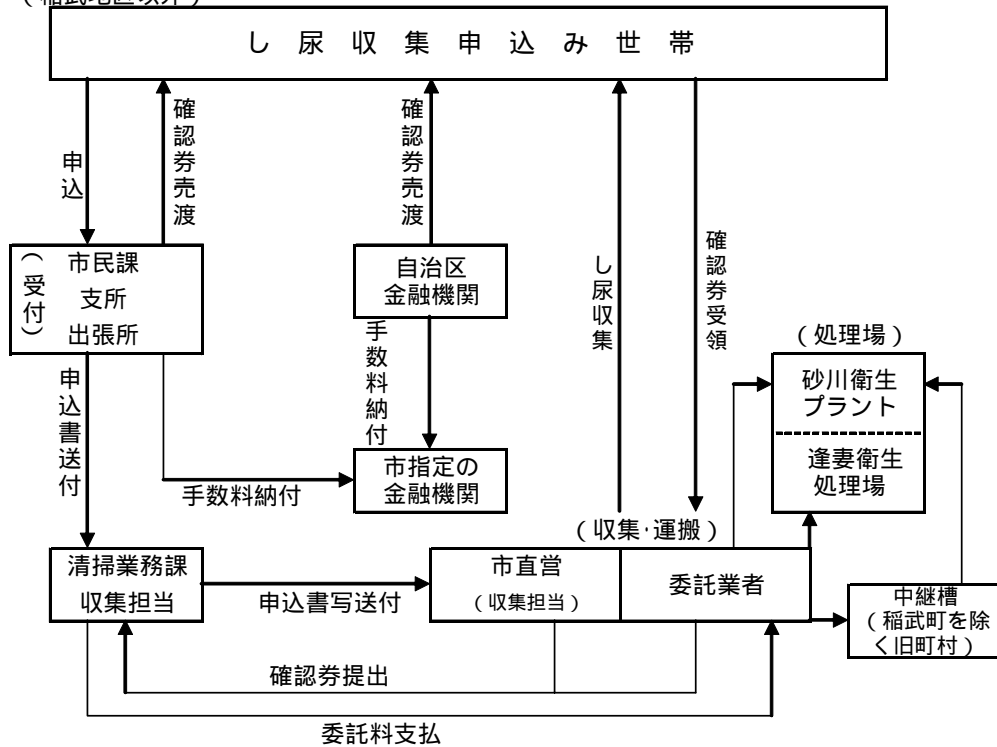 （稲武地区以外）
し尿収集申込み世帯
申込
確認券売渡
確認券売渡
し尿収集
確認券受領
（受付）
市民課
支所
出張所
自治区
金融機関
（処理場）
砂川衛生
プラント
逢妻衛生
処理場
申込書送付
手数料納付
手数料納付
市指定の
金融機関
（収集・運搬）
清掃業務課
収集担当
申込書写送付
市直営
（収集担当）
委託業者
中継槽
（稲武町を除
く旧町村）
確認券提出
委託料支払